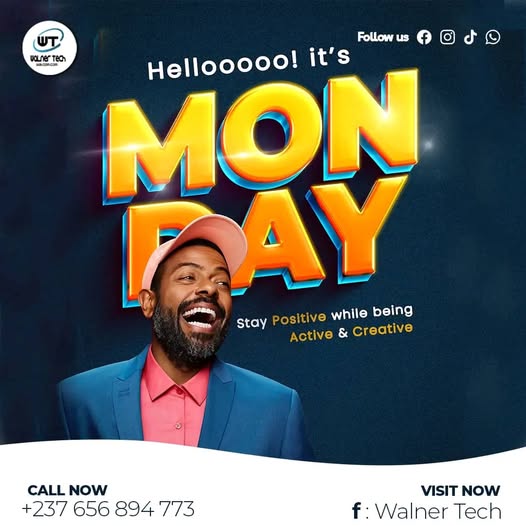 WT
Walner Tech
Follow us
Hellooooo! it's
MON
DAY
Stay Positive while being
Active & Creative
CALL NOW
+237 656 894 773
VISIT NOW
f : Walner Tech